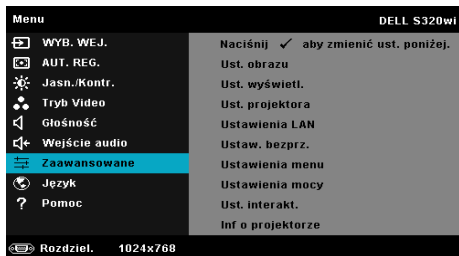 Menu
DELL S320wi
WYB. WEJ.
AUT. REG.
Jasn./Kontr.
Tryb Video
Głośność
Wejście audio
Zaawansowane
Język
Pomoc
Naciśnij ✓ aby zmienić ust. poniżej.
Ust. obrazu
Ust. wyświetl.
Ust. projektora
Ustawienia LAN
Ustaw. bezprz.
Ustawienia menu
Ustawienia mocy
Ust. interakt.
Inf o projektorze
Rozdziel. 1024x768